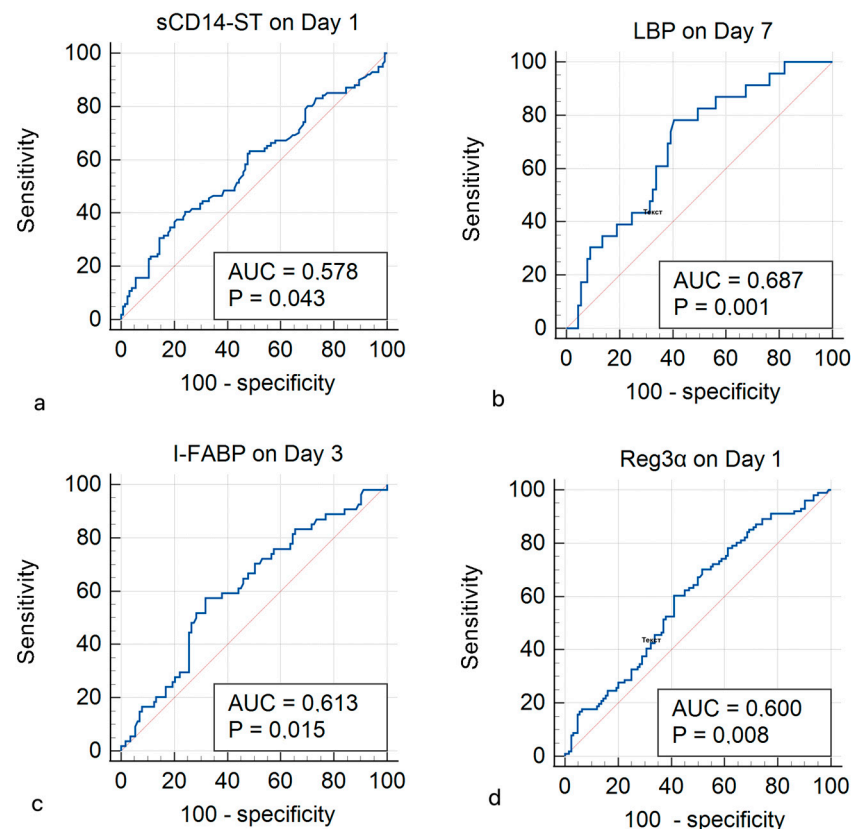 sCD14-ST on Day 1
Sensitivity
100
80
60
40
20
0
AUC = 0.578
P = 0.043
0 20 40 60 80 100
100 - specificity
a
LBP on Day 7
Sensitivity
100
80
60
40
20
0
Текст
AUC = 0.687
P = 0.001
0 20 40 60 80 100
100 - specificity
b
I-FABP on Day 3
Sensitivity
100
80
60
40
20
0
AUC = 0.613
P = 0.015
0 20 40 60 80 100
100 - specificity
c
Reg3α on Day 1
Sensitivity
100
80
60
40
20
0
Текст
AUC = 0.600
P = 0,008
0 20 40 60 80 100
100 - specificity
d